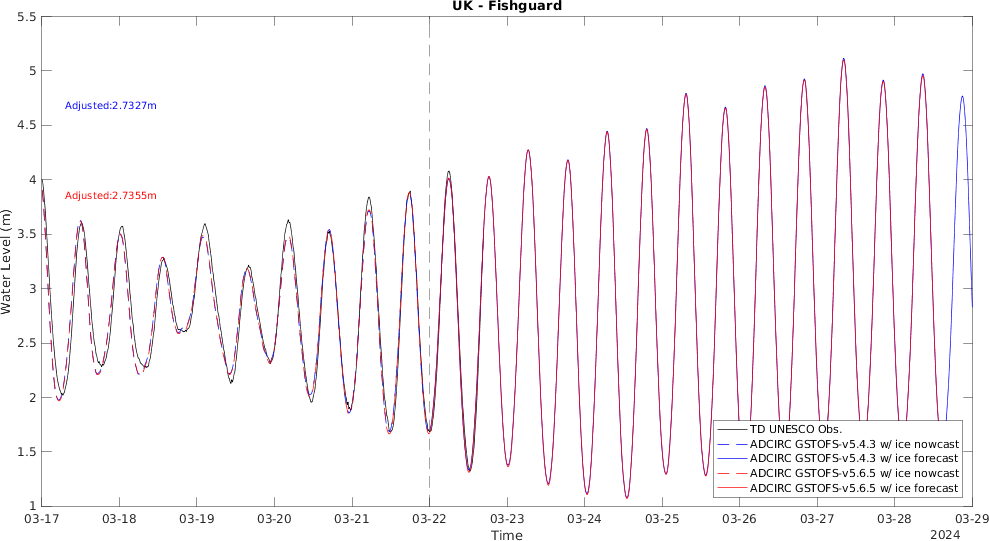 UK - Fishguard
5.5
5
4.5
4
3.5
3
2.5
2
1.5
1
Water Level (m)
Adjusted:2.7327m
Adjusted:2.7355m
TD UNESCO Obs.
ADCIRC GSTOFS-v5.4.3 w/ ice nowcast
ADCIRC GSTOFS-v5.4.3 w/ ice forecast
ADCIRC GSTOFS-v5.6.5 w/ ice nowcast
ADCIRC GSTOFS-v5.6.5 w/ ice forecast
03-17 03-18 03-19 03-20 03-21 03-22 03-23 03-24 03-25 03-26 03-27 03-28 03-29
Time
2024